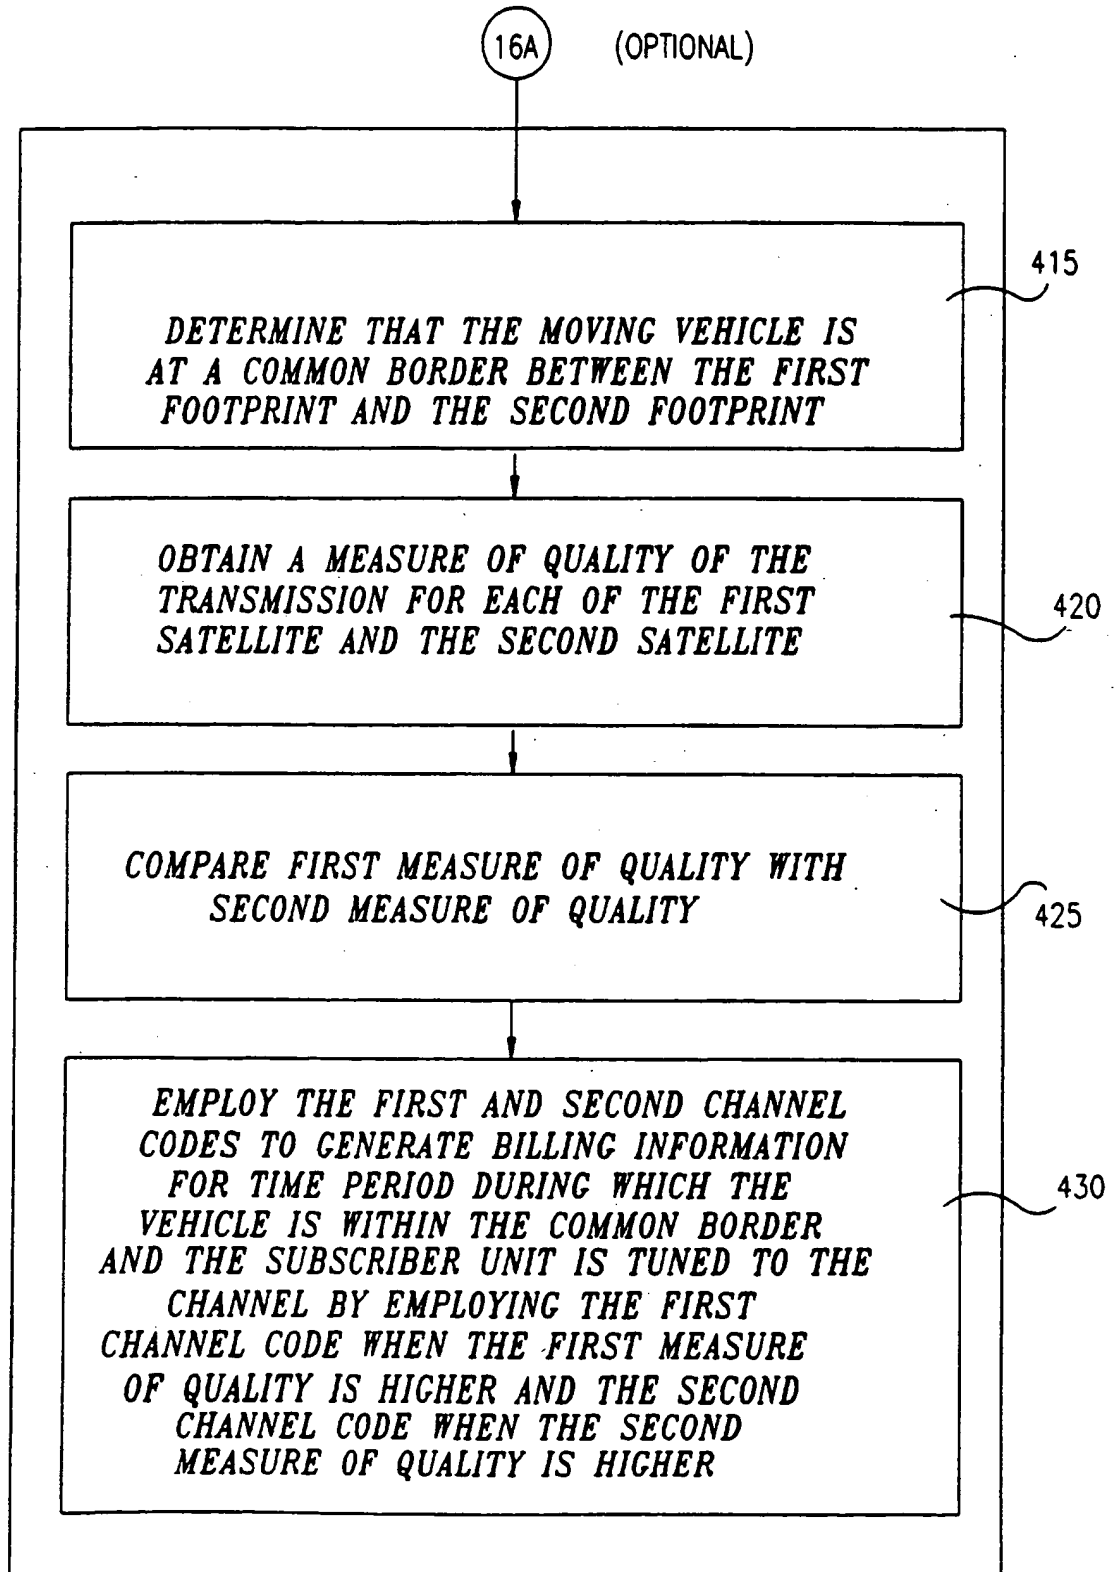 16A (OPTIONAL)
415
DETERMINE THAT THE MOVING VEHICLE IS
AT A COMMON BORDER BETWEEN THE FIRST
FOOTPRINT AND THE SECOND FOOTPRINT
OBTAIN A MEASURE OF QUALITY OF THE
TRANSMISSION FOR EACH OF THE FIRST
SATELLITE AND THE SECOND SATELLITE
420
COMPARE FIRST MEASURE OF QUALITY WITH
SECOND MEASURE OF QUALITY
425
EMPLOY THE FIRST AND SECOND CHANNEL
CODES TO GENERATE BILLING INFORMATION
FOR TIME PERIOD DURING WHICH THE
VEHICLE IS WITHIN THE COMMON BORDER
AND THE SUBSCRIBER UNIT IS TUNED TO THE
CHANNEL BY EMPLOYING THE FIRST
CHANNEL CODE WHEN THE FIRST MEASURE
OF QUALITY IS HIGHER AND THE SECOND
CHANNEL CODE WHEN THE SECOND
MEASURE OF QUALITY IS HIGHER
430